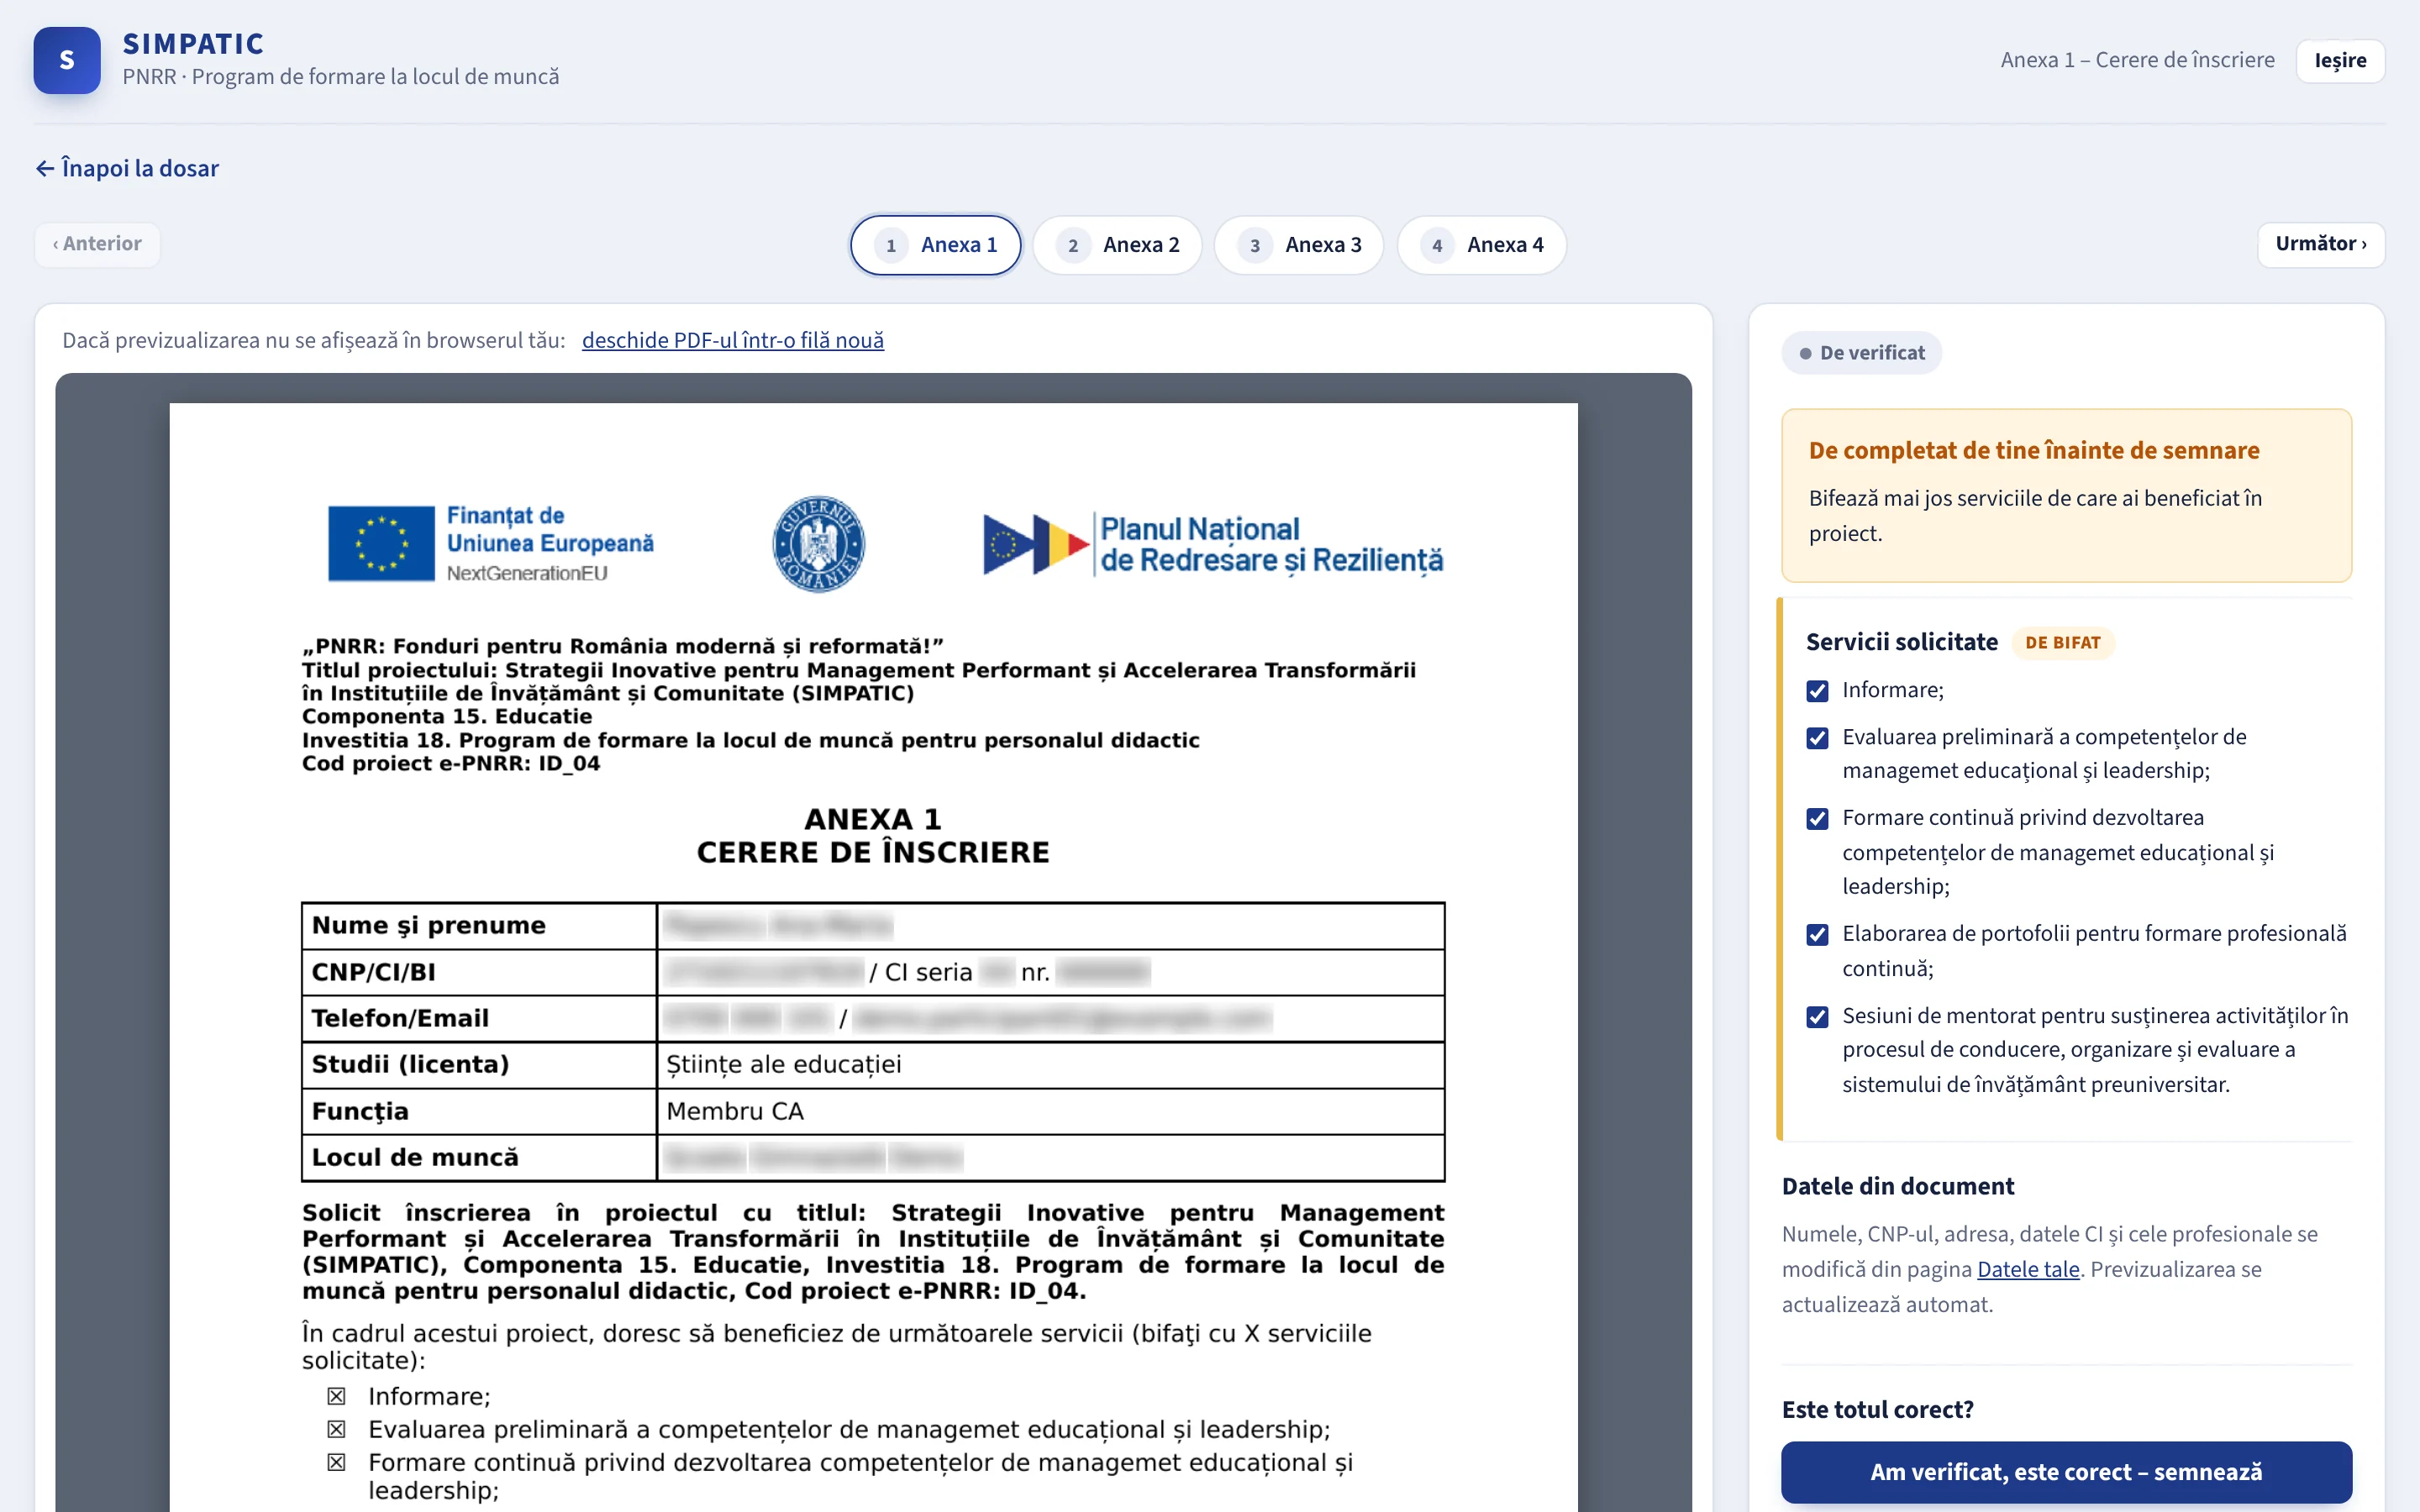 S
SIMPATIC
PNRR · Program de formare la locul de muncă
Anexa 1 – Cerere de înscriere
Ieșire
← Înapoi la dosar
‹ Anterior
1 Anexa 1
2 Anexa 2
3 Anexa 3
4 Anexa 4
Următor ›
Dacă previzualizarea nu se afișează în browserul tău: deschide PDF-ul într-o filă nouă
Finanțat de
Uniunea Europeană
NextGenerationEU
GUVERNUL ROMÂNIEI
Planul Național
de Redresare și Reziliență
„PNRR: Fonduri pentru România modernă și reformată!”
Titlul proiectului: Strategii Inovative pentru Management Performant și Accelerarea Transformării
în Instituțiile de Învățământ și Comunitate (SIMPATIC)
Componenta 15. Educatie
Investitia 18. Program de formare la locul de muncă pentru personalul didactic
Cod proiect e-PNRR: ID_04
ANEXA 1
CERERE DE ÎNSCRIERE
Nume şi prenume
CNP/CI/BI / CI seria nr.
Telefon/Email /
Studii (licenta) Științe ale educației
Funcţia Membru CA
Locul de muncă
Solicit înscrierea în proiectul cu titlul: Strategii Inovative pentru Management
Performant și Accelerarea Transformării în Instituțiile de Învățământ și Comunitate
(SIMPATIC), Componenta 15. Educatie, Investitia 18. Program de formare la locul de
muncă pentru personalul didactic, Cod proiect e-PNRR: ID_04.
În cadrul acestui proiect, doresc să beneficiez de următoarele servicii (bifaţi cu X serviciile
solicitate):
☒ Informare;
☒ Evaluarea preliminară a competențelor de managemet educațional și leadership;
☒ Formare continuă privind dezvoltarea competențelor de managemet educațional și
leadership;
De verificat
De completat de tine înainte de semnare
Bifează mai jos serviciile de care ai beneficiat în
proiect.
Servicii solicitate DE BIFAT
Informare;
Evaluarea preliminară a competențelor de
managemet educațional și leadership;
Formare continuă privind dezvoltarea
competențelor de managemet educațional și
leadership;
Elaborarea de portofolii pentru formare profesională
continuă;
Sesiuni de mentorat pentru susținerea activităților în
procesul de conducere, organizare și evaluare a
sistemului de învățământ preuniversitar.
Datele din document
Numele, CNP-ul, adresa, datele CI și cele profesionale se
modifică din pagina Datele tale. Previzualizarea se
actualizează automat.
Este totul corect?
Am verificat, este corect – semnează